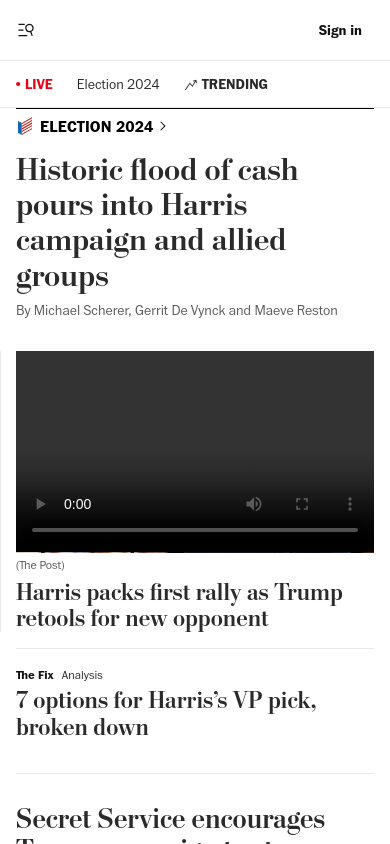 Sign in
LIVE Election 2024 TRENDING
ELECTION 2024
Historic flood of cash
pours into Harris
campaign and allied
groups
By Michael Scherer, Gerrit De Vynck and Maeve Reston
0:00
(The Post)
Harris packs first rally as Trump
retools for new opponent
The Fix Analysis
7 options for Harris’s VP pick,
broken down
Secret Service encourages